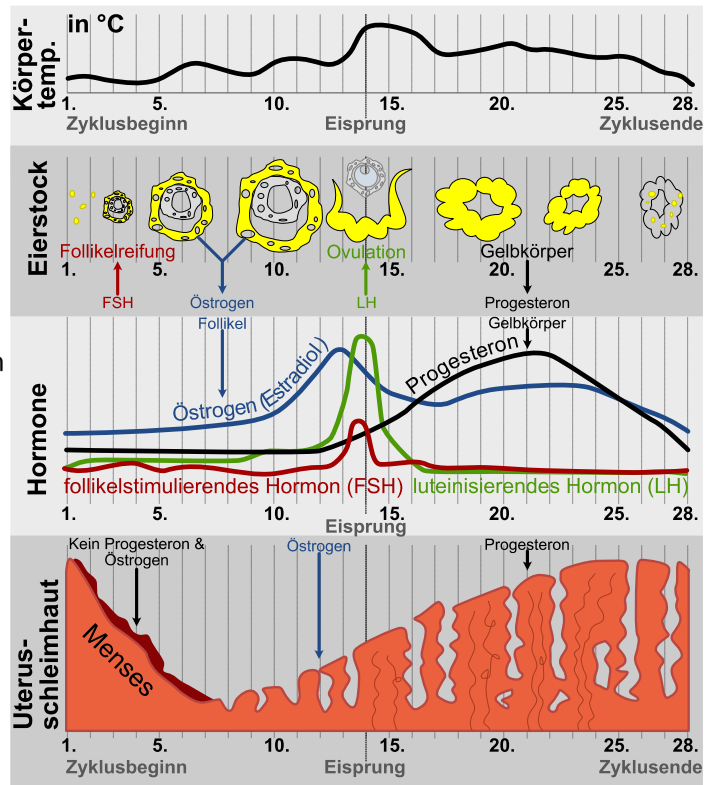 Körper-
temp.
in °C
1. 5. 10. 15. 20. 25. 28.
Zyklusbeginn Eisprung Zyklusende
Eierstock
Follikelreifung Ovulation Gelbkörper
1. 5. 10. 15. 20. 25. 28.
FSH Östrogen LH Progesteron
Follikel Gelbkörper
n
Hormone
Östrogen (Estradiol)
Progesteron
follikelstimulierendes Hormon (FSH) luteinisierendes Hormon (LH)
1. 5. 10. 15. 20. 25. 28.
Eisprung
Uterus-
schleimhaut
Kein Progesteron &
Östrogen
Östrogen
Progesteron
Menses
1. 5. 10. 15. 20. 25. 28.
Zyklusbeginn Eisprung Zyklusende